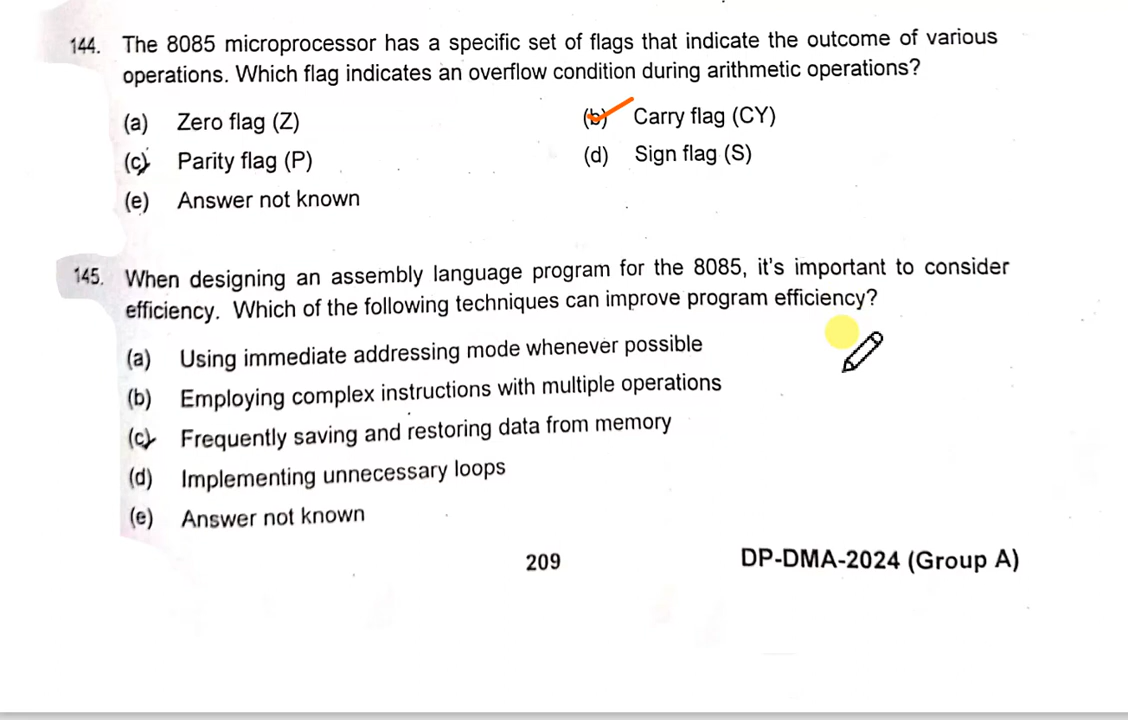 144. The 8085 microprocessor has a specific set of flags that indicate the outcome of various
operations. Which flag indicates an overflow condition during arithmetic operations?
(a) Zero flag (Z)
(b) Carry flag (CY)
(c) Parity flag (P)
(d) Sign flag (S)
(e) Answer not known
145. When designing an assembly language program for the 8085, it's important to consider
efficiency. Which of the following techniques can improve program efficiency?
(a) Using immediate addressing mode whenever possible
(b) Employing complex instructions with multiple operations
(c) Frequently saving and restoring data from memory
(d) Implementing unnecessary loops
(e) Answer not known
209
DP-DMA-2024 (Group A)